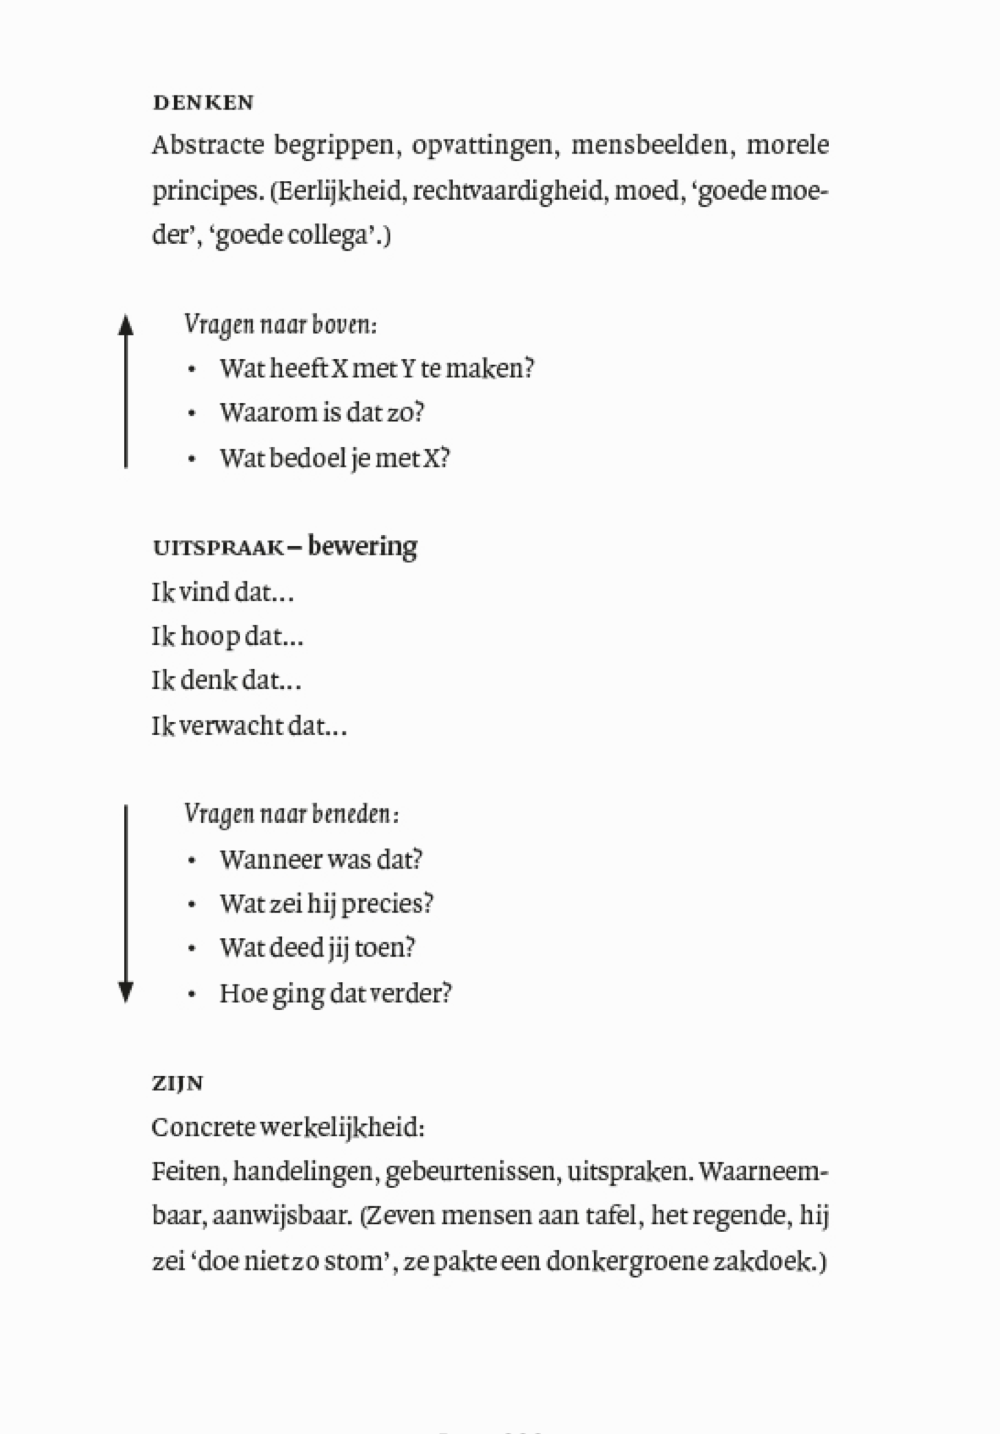 DENKEN
Abstracte begrippen, opvattingen, mensbeelden, morele
principes. (Eerlijkheid, rechtvaardigheid, moed, ‘goede moe-
der’, ‘goede collega’.)
Vragen naar boven:
• Wat heeft X met Y te maken?
• Waarom is dat zo?
• Wat bedoel je met X?
UITSPRAAK – bewering
Ik vind dat…
Ik hoop dat…
Ik denk dat…
Ik verwacht dat…
Vragen naar beneden:
• Wanneer was dat?
• Wat zei hij precies?
• Wat deed jij toen?
• Hoe ging dat verder?
ZIJN
Concrete werkelijkheid:
Feiten, handelingen, gebeurtenissen, uitspraken. Waarneem-
baar, aanwijsbaar. (Zeven mensen aan tafel, het regende, hij
zei ‘doe niet zo stom’, ze pakte een donkergroene zakdoek.)